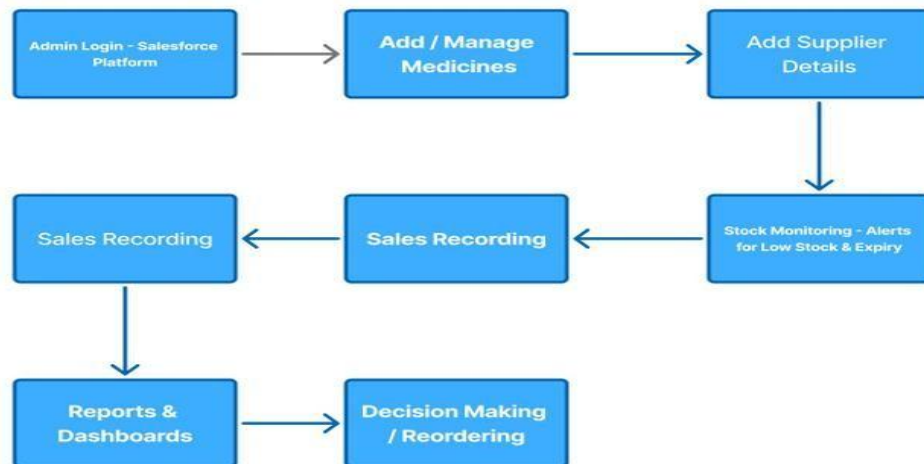 Admin Login - Salesforce
Platform
Add / Manage
Medicines
Add Supplier
Details
Stock Monitoring - Alerts
for Low Stock & Expiry
Sales Recording
Sales Recording
Reports &
Dashboards
Decision Making
/ Reordering